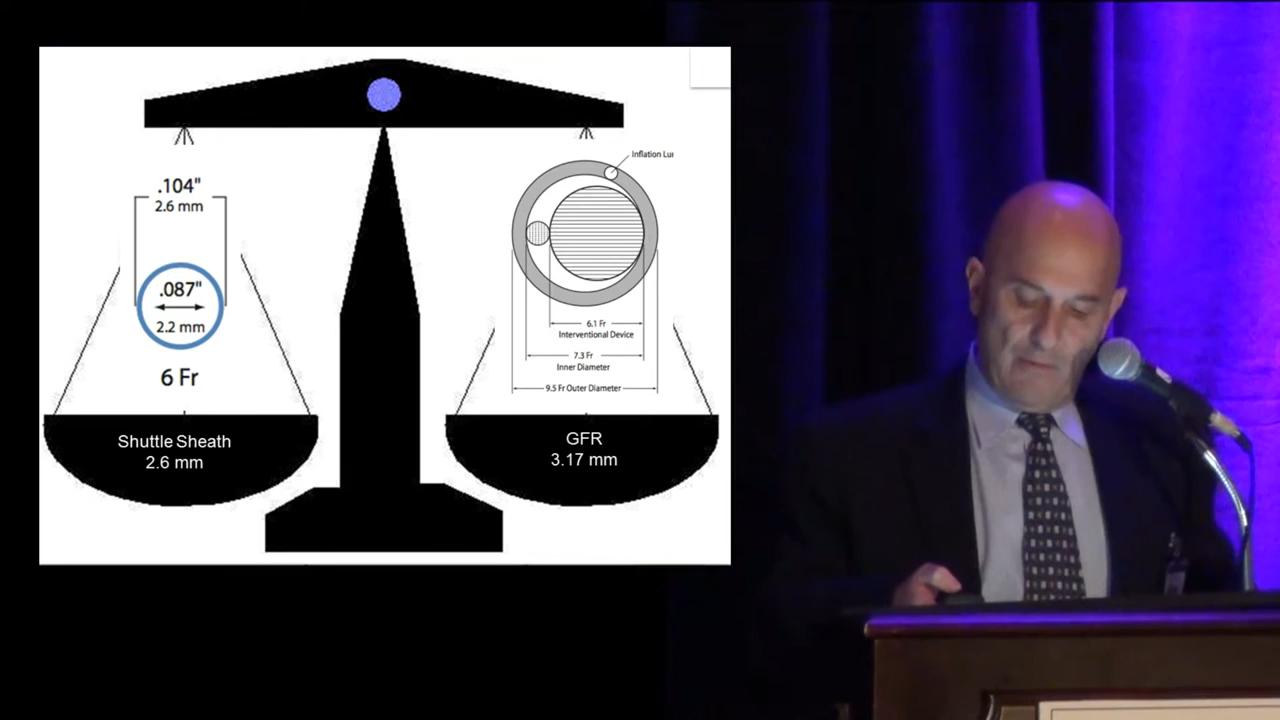 .104"
2.6 mm
.087"
2.2 mm
6 Fr
Shuttle Sheath
2.6 mm
Inflation Lu
6.1 Fr
Interventional Device
7.3 Fr
Inner Diameter
9.5 Fr Outer Diameter
GFR
3.17 mm